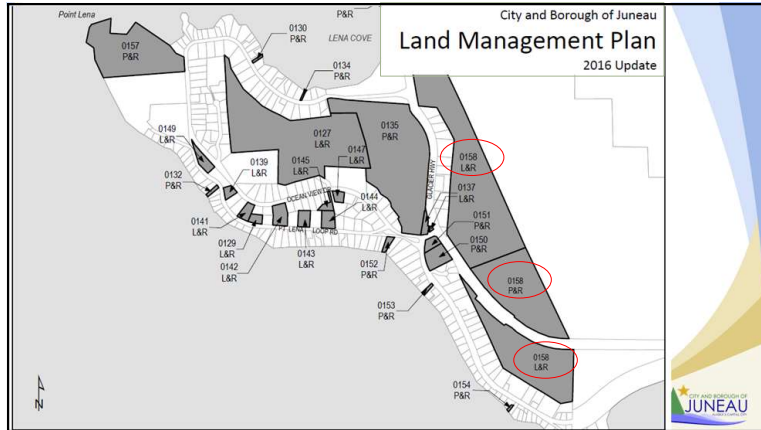 City and Borough of Juneau
Land Management Plan
2016 Update
Point Lena
P&R
0157
P&R
0130
P&R
LENA COVE
0134
P&R
0149
L&R
0132
P&R
0139
L&R
0127
L&R
0145
L&R
0147
L&R
0135
P&R
0158
L&R
GLACIER HWY
0137
L&R
OCEAN VIEW DR
0144
L&R
0141
L&R
0129
L&R
0142
L&R
PT LENA LOOP RD
0143
L&R
0151
P&R
0150
P&R
0152
P&R
0158
P&R
0153
P&R
0158
L&R
0154
P&R
N
CITY AND BOROUGH OF
JUNEAU